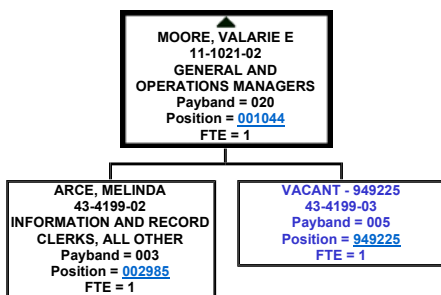 MOORE, VALARIE E
11-1021-02
GENERAL AND
OPERATIONS MANAGERS
Payband = 020
Position = 001044
FTE = 1
ARCE, MELINDA
43-4199-02
INFORMATION AND RECORD
CLERKS, ALL OTHER
Payband = 003
Position = 002985
FTE = 1
VACANT - 949225
43-4199-03
Payband = 005
Position = 949225
FTE = 1